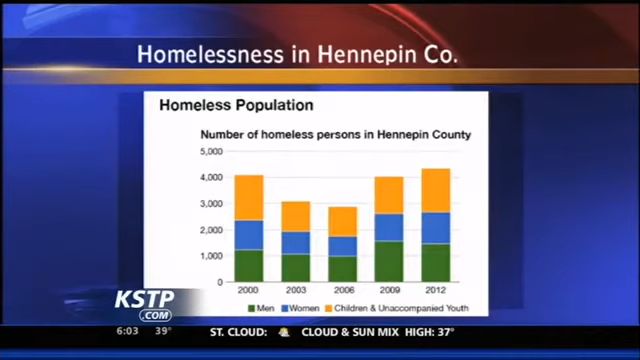 Homelessness in Hennepin Co.
Homeless Population
Number of homeless persons in Hennepin County
5,000
4,000
3,000
2,000
1,000
0
2000 2003 2006 2009 2012
Men Women Children & Unaccompanied Youth
KSTP
.COM
6:03 39° ST. CLOUD: CLOUD & SUN MIX HIGH: 37°